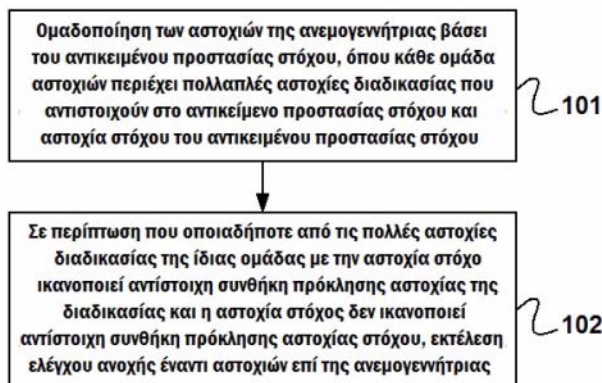 Ομαδοποίηση των αστοχιών της ανεμογεννήτριας βάσει
του αντικειμένου προστασίας στόχου, όπου κάθε ομάδα
αστοχιών περιέχει πολλαπλές αστοχίες διαδικασίας που
αντιστοιχούν στο αντικείμενο προστασίας στόχου και
αστοχία στόχου του αντικειμένου προστασίας στόχου
101
Σε περίπτωση που οποιαδήποτε από τις πολλές αστοχίες
διαδικασίας της ίδιας ομάδας με την αστοχία στόχο
ικανοποιεί αντίστοιχη συνθήκη πρόκλησης αστοχίας της
διαδικασίας και η αστοχία στόχος δεν ικανοποιεί
αντίστοιχη συνθήκη πρόκλησης αστοχίας στόχου, εκτέλεση
ελέγχου ανοχής έναντι αστοχιών επί της ανεμογεννήτριας
102